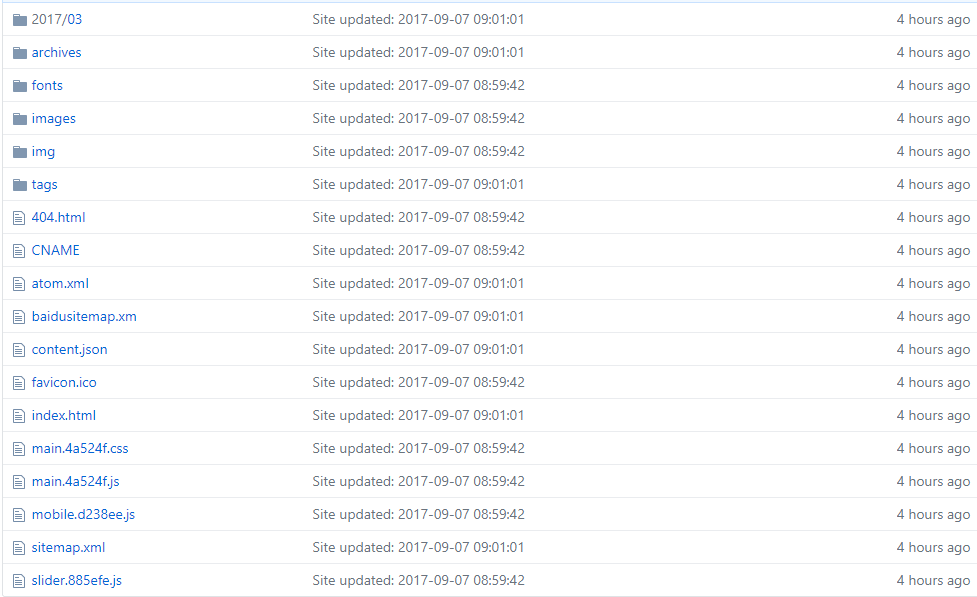 2017/03 Site updated: 2017-09-07 09:01:01 4 hours ago
archives Site updated: 2017-09-07 09:01:01 4 hours ago
fonts Site updated: 2017-09-07 08:59:42 4 hours ago
images Site updated: 2017-09-07 08:59:42 4 hours ago
img Site updated: 2017-09-07 08:59:42 4 hours ago
tags Site updated: 2017-09-07 09:01:01 4 hours ago
404.html Site updated: 2017-09-07 08:59:42 4 hours ago
CNAME Site updated: 2017-09-07 08:59:42 4 hours ago
atom.xml Site updated: 2017-09-07 09:01:01 4 hours ago
baidusitemap.xm Site updated: 2017-09-07 09:01:01 4 hours ago
content.json Site updated: 2017-09-07 09:01:01 4 hours ago
favicon.ico Site updated: 2017-09-07 08:59:42 4 hours ago
index.html Site updated: 2017-09-07 09:01:01 4 hours ago
main.4a524f.css Site updated: 2017-09-07 08:59:42 4 hours ago
main.4a524f.js Site updated: 2017-09-07 08:59:42 4 hours ago
mobile.d238ee.js Site updated: 2017-09-07 08:59:42 4 hours ago
sitemap.xml Site updated: 2017-09-07 09:01:01 4 hours ago
slider.885efe.js Site updated: 2017-09-07 08:59:42 4 hours ago